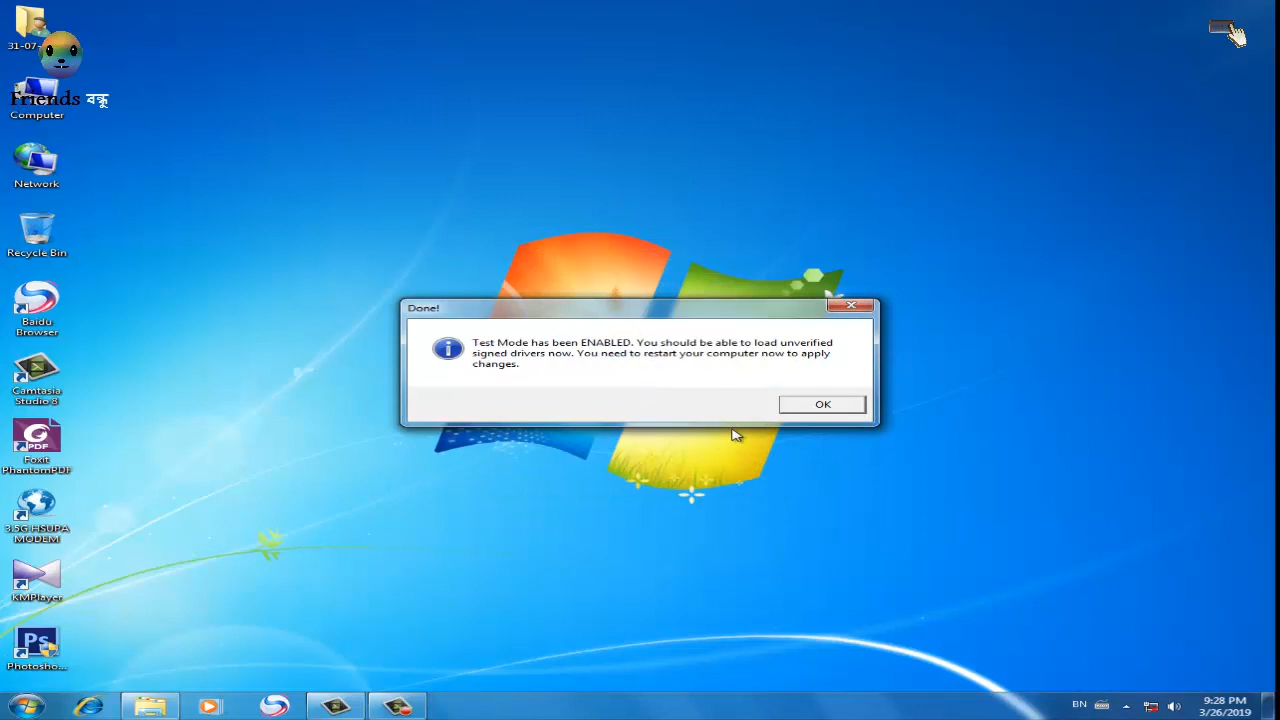 31-07-
Friends বন্ধু
Computer
Network
Recycle Bin
Baidu
Browser
Camtasia
Studio 8
PDF
Foxit
PhantomPDF
3.5G HSUPA
MODEM
KMPlayer
Ps
Photosho...
Done!
Test Mode has been ENABLED. You should be able to load unverified
signed drivers now. You need to restart your computer now to apply
changes.
OK
BN
9:28 PM
3/26/2019